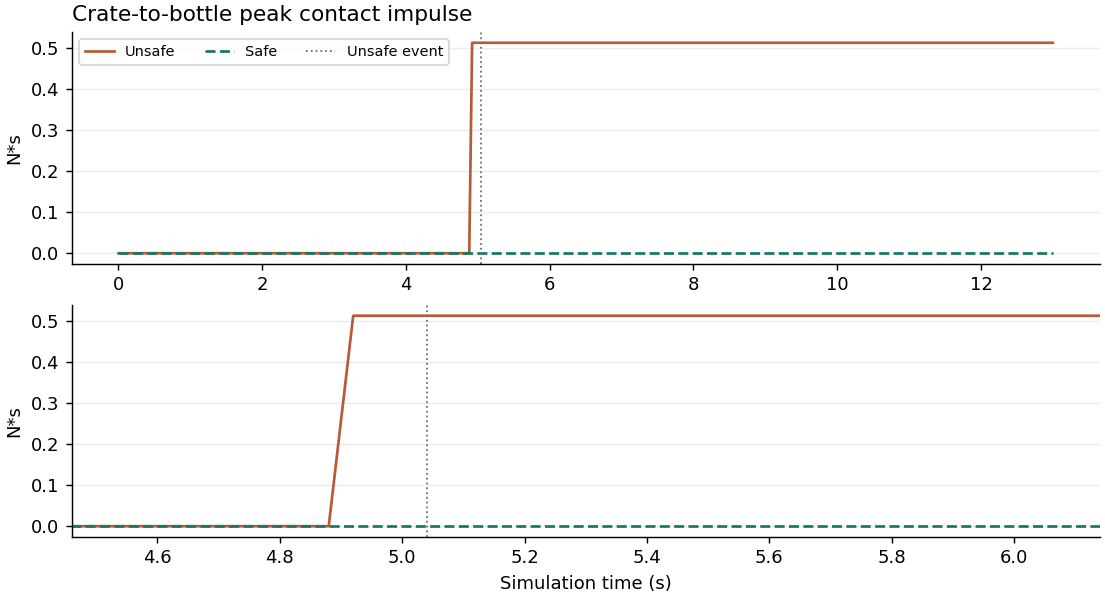 Crate-to-bottle peak contact impulse
Unsafe Safe Unsafe event
N*s
0.5
0.4
0.3
0.2
0.1
0.0
0 2 4 6 8 10 12
N*s
0.5
0.4
0.3
0.2
0.1
0.0
4.6 4.8 5.0 5.2 5.4 5.6 5.8 6.0
Simulation time (s)